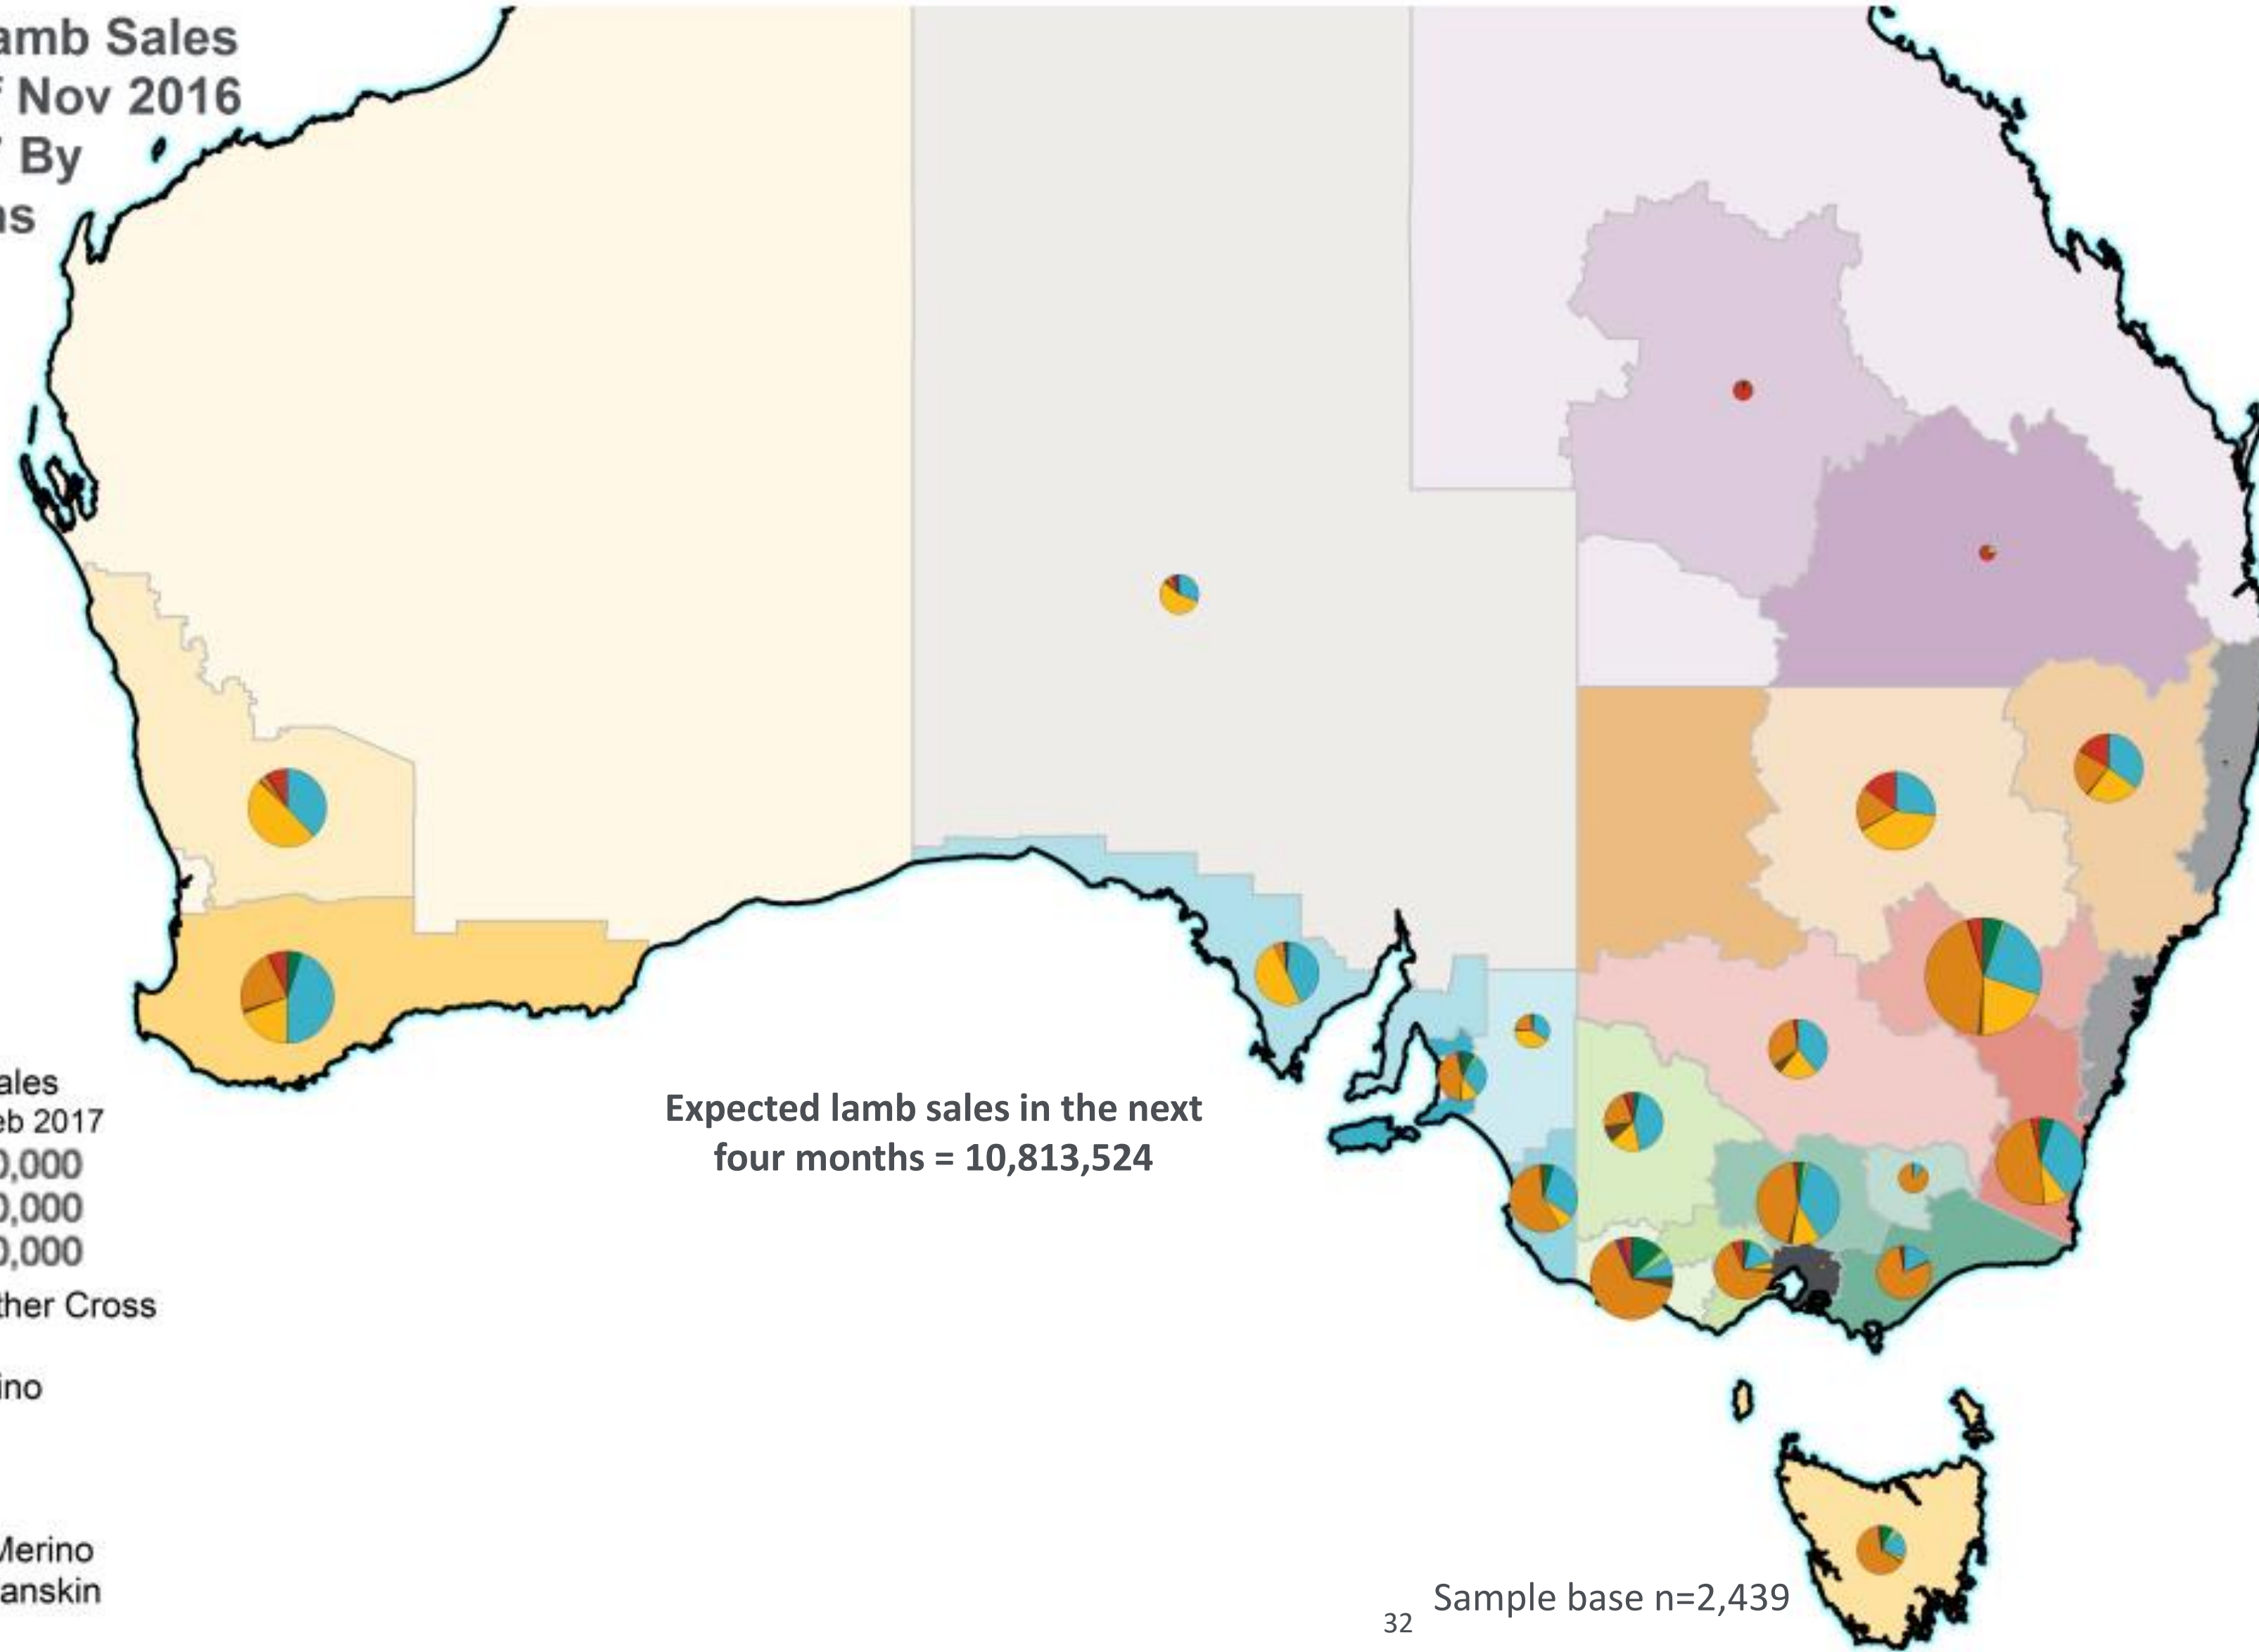 amb Sales
f Nov 2016
' By
ns
ales
eb 2017
0,000
0,000
0,000
ther Cross
ino
Merino
anskin
Expected lamb sales in the next
four months = 10,813,524
Sample base n=2,439
32